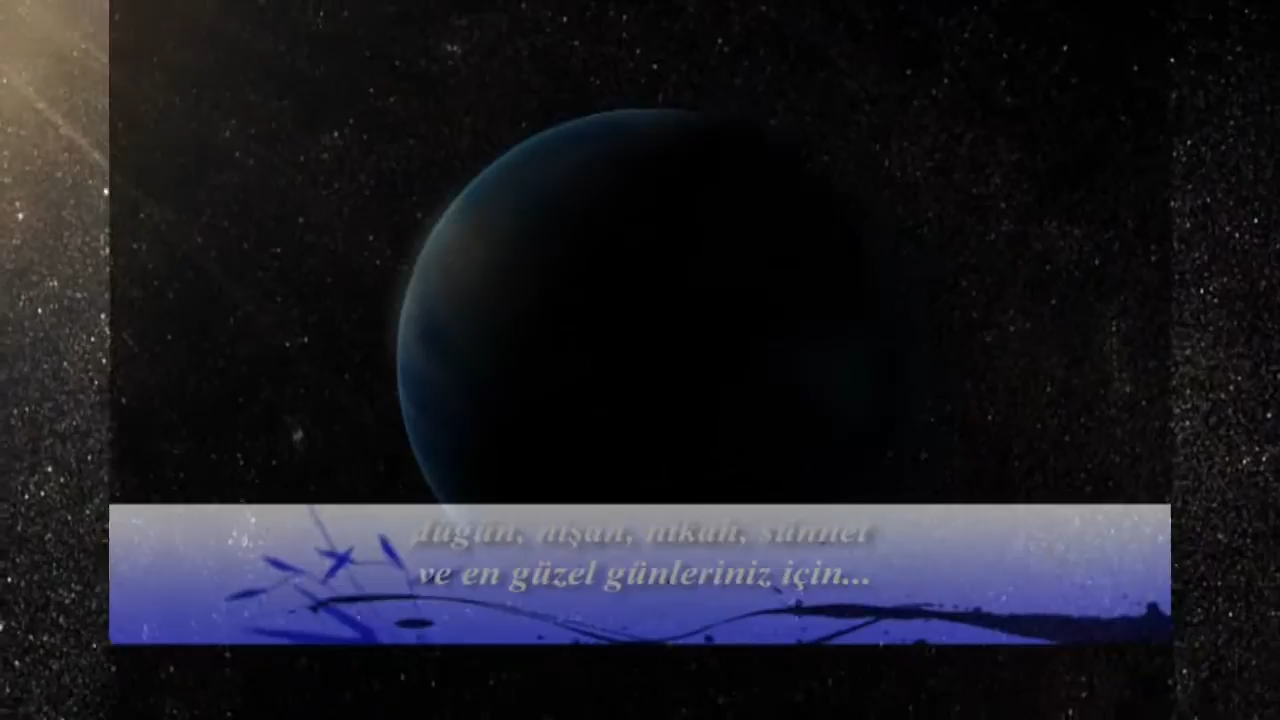 düğün, nişan, nikah, sünnet
ve en güzel günleriniz için...